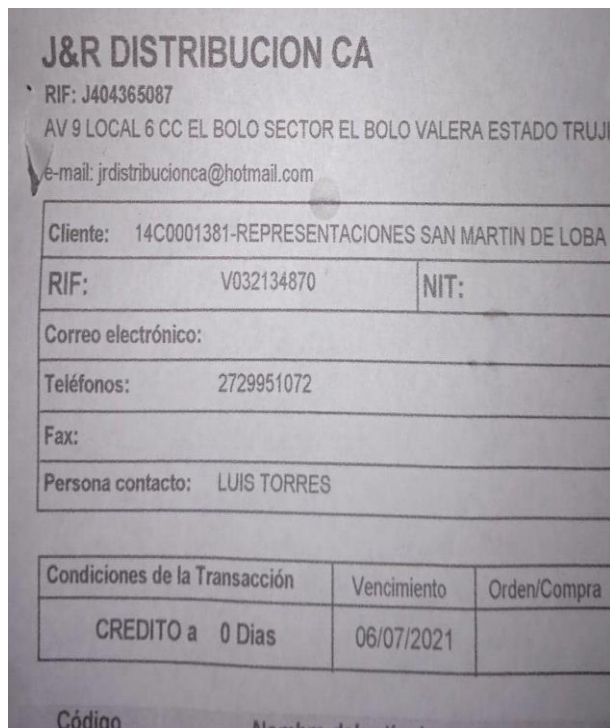 J&R DISTRIBUCION CA
RIF: J404365087
AV 9 LOCAL 6 CC EL BOLO SECTOR EL BOLO VALERA ESTADO TRUJI
e-mail: jrdistribucionca@hotmail.com
Cliente: 14C0001381-REPRESENTACIONES SAN MARTIN DE LOBA
RIF: V032134870 NIT:
Correo electrónico:
Teléfonos: 2729951072
Fax:
Persona contacto: LUIS TORRES
Condiciones de la Transacción Vencimiento Orden/Compra
CREDITO a 0 Dias 06/07/2021
Código